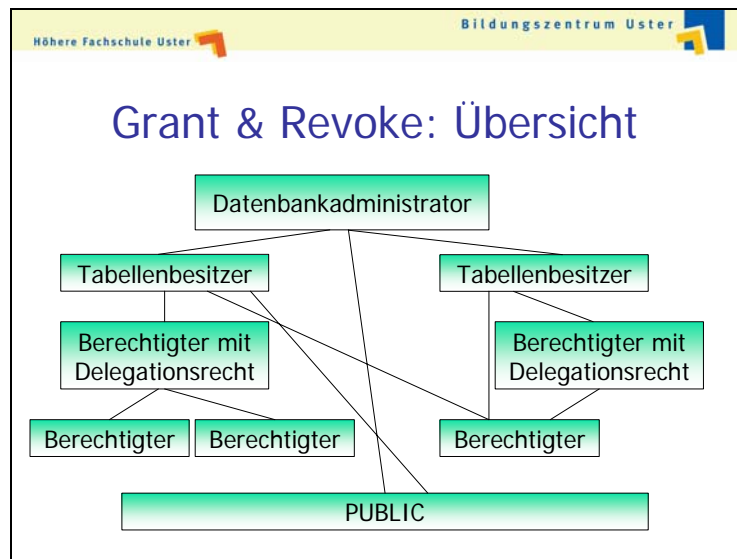 Bildungszentrum Uster
Höhere Fachschule Uster
Grant & Revoke: Übersicht
Datenbankadministrator
Tabellenbesitzer
Tabellenbesitzer
Berechtigter mit
Delegationsrecht
Berechtigter mit
Delegationsrecht
Berechtigter
Berechtigter
Berechtigter
PUBLIC